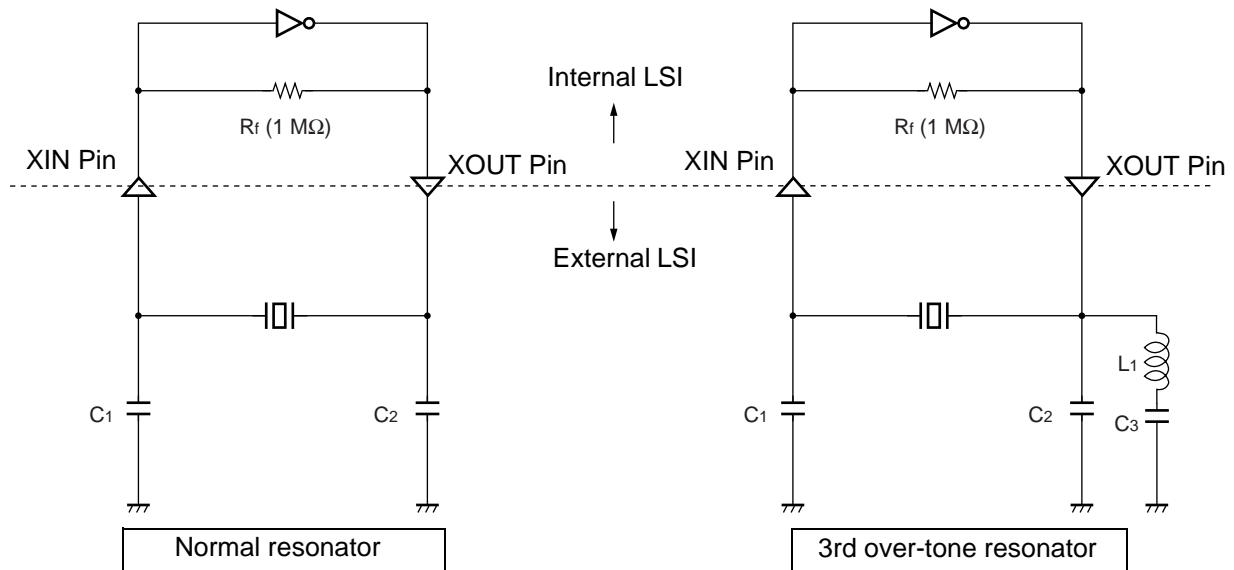 Rf (1 MΩ)
XIN Pin
XOUT Pin
C1
C2
Normal resonator
Internal LSI
External LSI
Rf (1 MΩ)
XIN Pin
XOUT Pin
L1
C1
C2
C3
3rd over-tone resonator